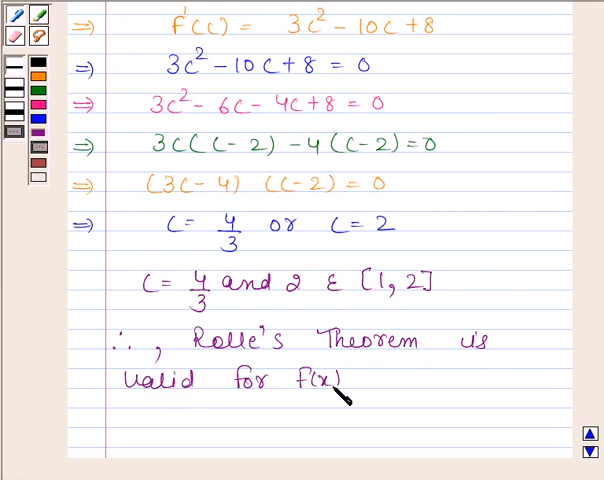 ⇒ f'(c) = 3c² - 10c + 8
⇒ 3c² - 10c + 8 = 0
⇒ 3c² - 6c - 4c + 8 = 0
⇒ 3c(c - 2) - 4(c - 2) = 0
⇒ (3c - 4) (c - 2) = 0
⇒ c = 4/3 or c = 2
c = 4/3 and 2 ε [1, 2]
∴, Rolle's Theorem is
valid for f(x)